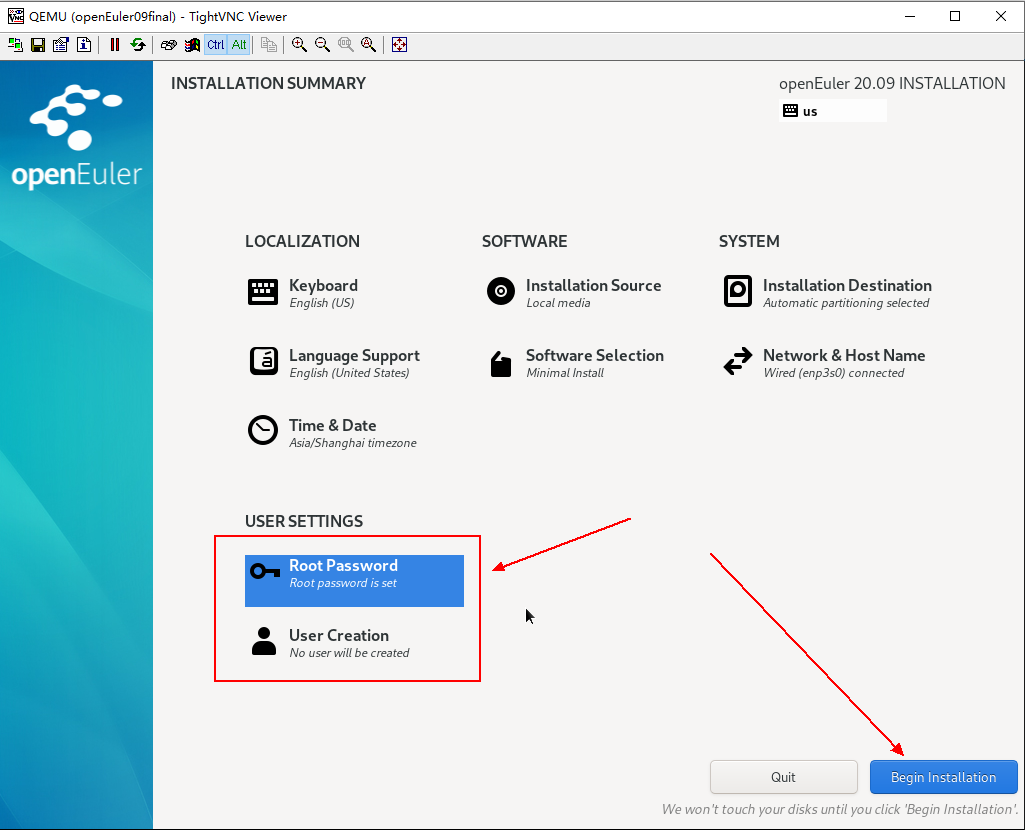 QEMU (openEuler09final) - TightVNC Viewer
Ctrl Alt
INSTALLATION SUMMARY
openEuler 20.09 INSTALLATION
us
openEuler
LOCALIZATION
SOFTWARE
SYSTEM
Keyboard
English (US)
Installation Source
Local media
Installation Destination
Automatic partitioning selected
Language Support
English (United States)
Software Selection
Minimal Install
Network & Host Name
Wired (enp3s0) connected
Time & Date
Asia/Shanghai timezone
USER SETTINGS
Root Password
Root password is set
User Creation
No user will be created
Quit
Begin Installation
We won't touch your disks until you click 'Begin Installation'.